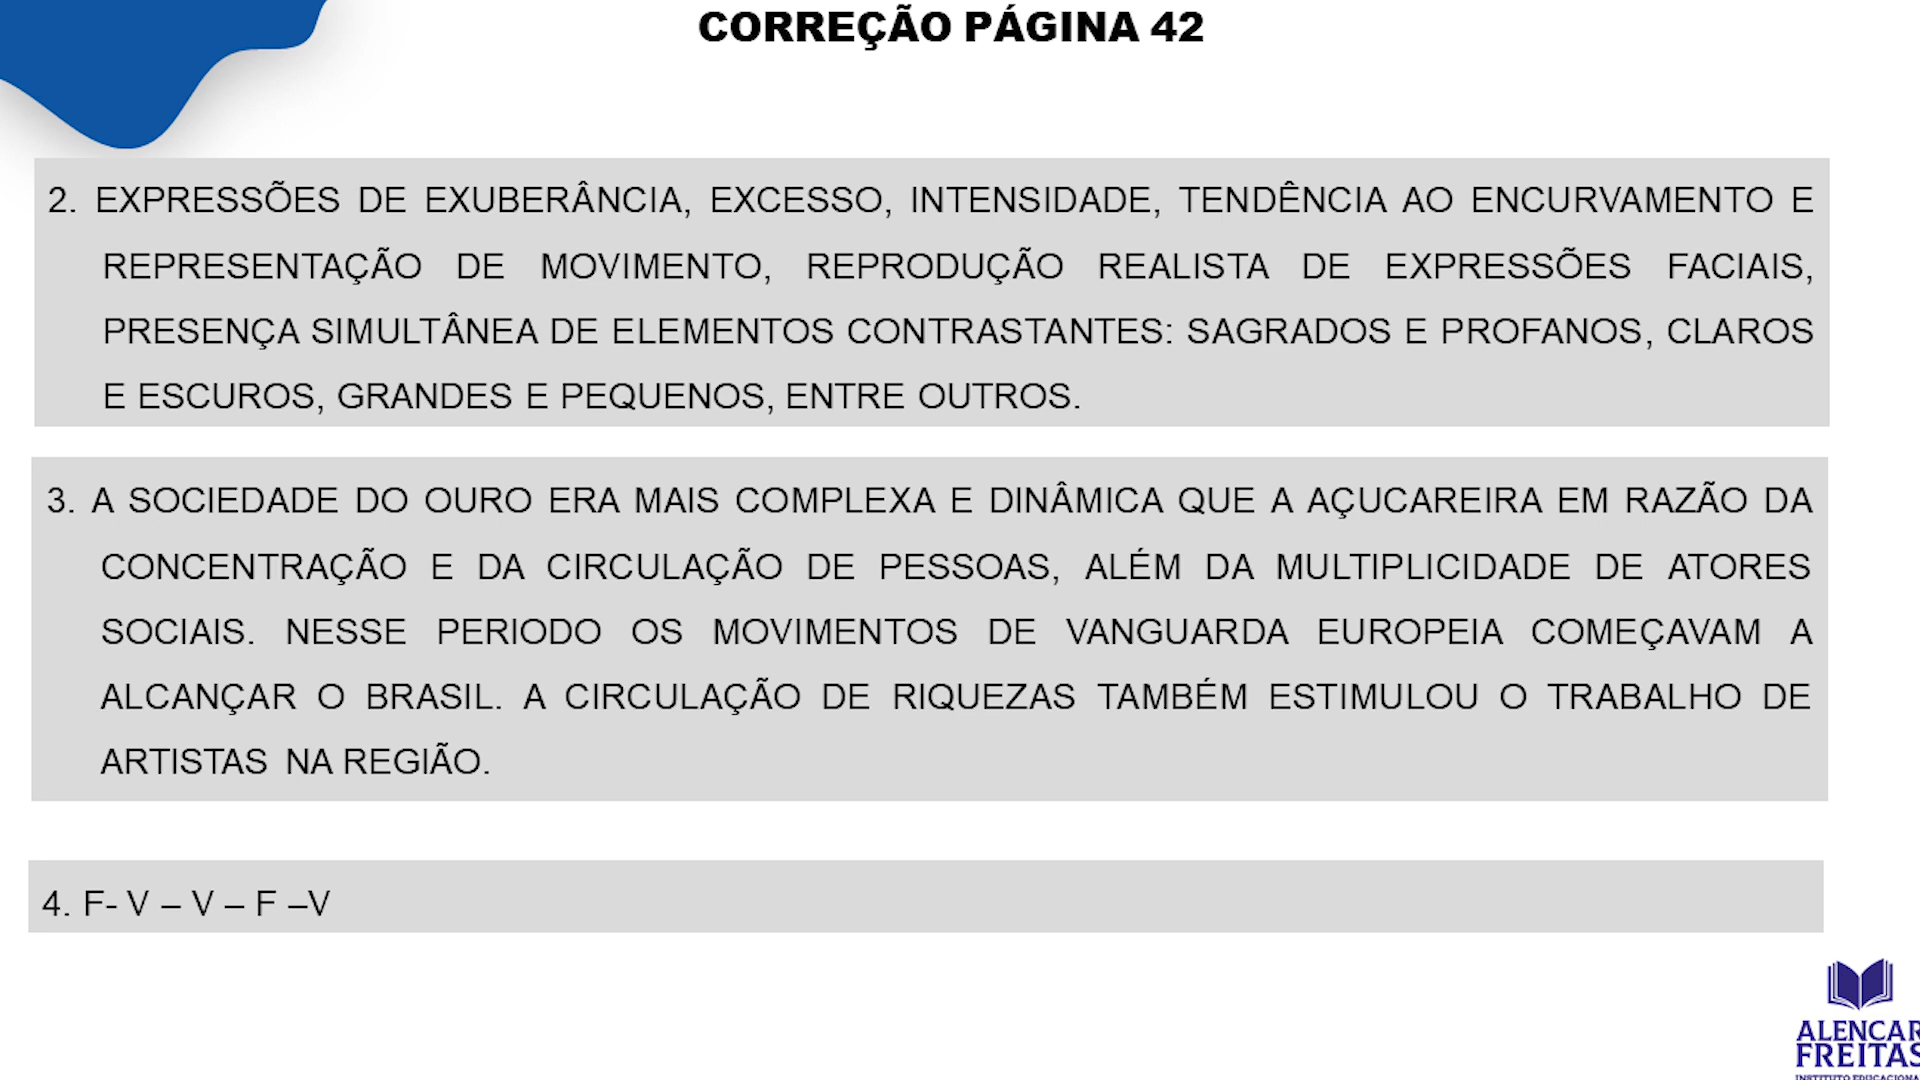 CORREÇÃO PÁGINA 42
2. EXPRESSÕES DE EXUBERÂNCIA, EXCESSO, INTENSIDADE, TENDÊNCIA AO ENCURVAMENTO E
REPRESENTAÇÃO DE MOVIMENTO, REPRODUÇÃO REALISTA DE EXPRESSÕES FACIAIS,
PRESENÇA SIMULTÂNEA DE ELEMENTOS CONTRASTANTES: SAGRADOS E PROFANOS, CLAROS
E ESCUROS, GRANDES E PEQUENOS, ENTRE OUTROS.
3. A SOCIEDADE DO OURO ERA MAIS COMPLEXA E DINÂMICA QUE A AÇUCAREIRA EM RAZÃO DA
CONCENTRAÇÃO E DA CIRCULAÇÃO DE PESSOAS, ALÉM DA MULTIPLICIDADE DE ATORES
SOCIAIS. NESSE PERIODO OS MOVIMENTOS DE VANGUARDA EUROPEIA COMEÇAVAM A
ALCANÇAR O BRASIL. A CIRCULAÇÃO DE RIQUEZAS TAMBÉM ESTIMULOU O TRABALHO DE
ARTISTAS NA REGIÃO.
4. F- V – V – F –V
ALENCAR
FREITAS
INSTITUTO EDUCACIONA